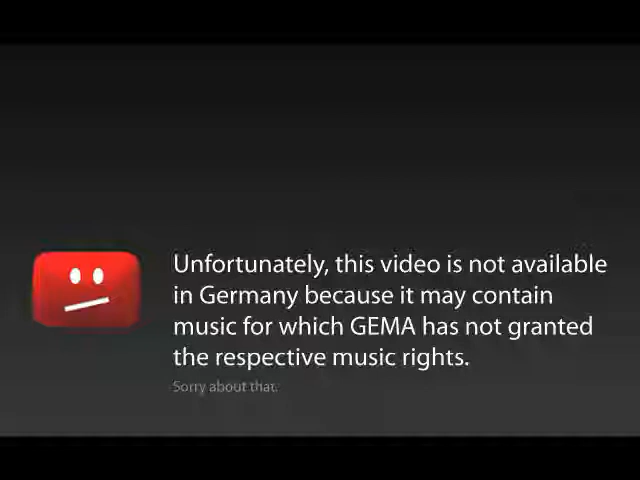 Unfortunately, this video is not available
in Germany because it may contain
music for which GEMA has not granted
the respective music rights.
Sorry about that.